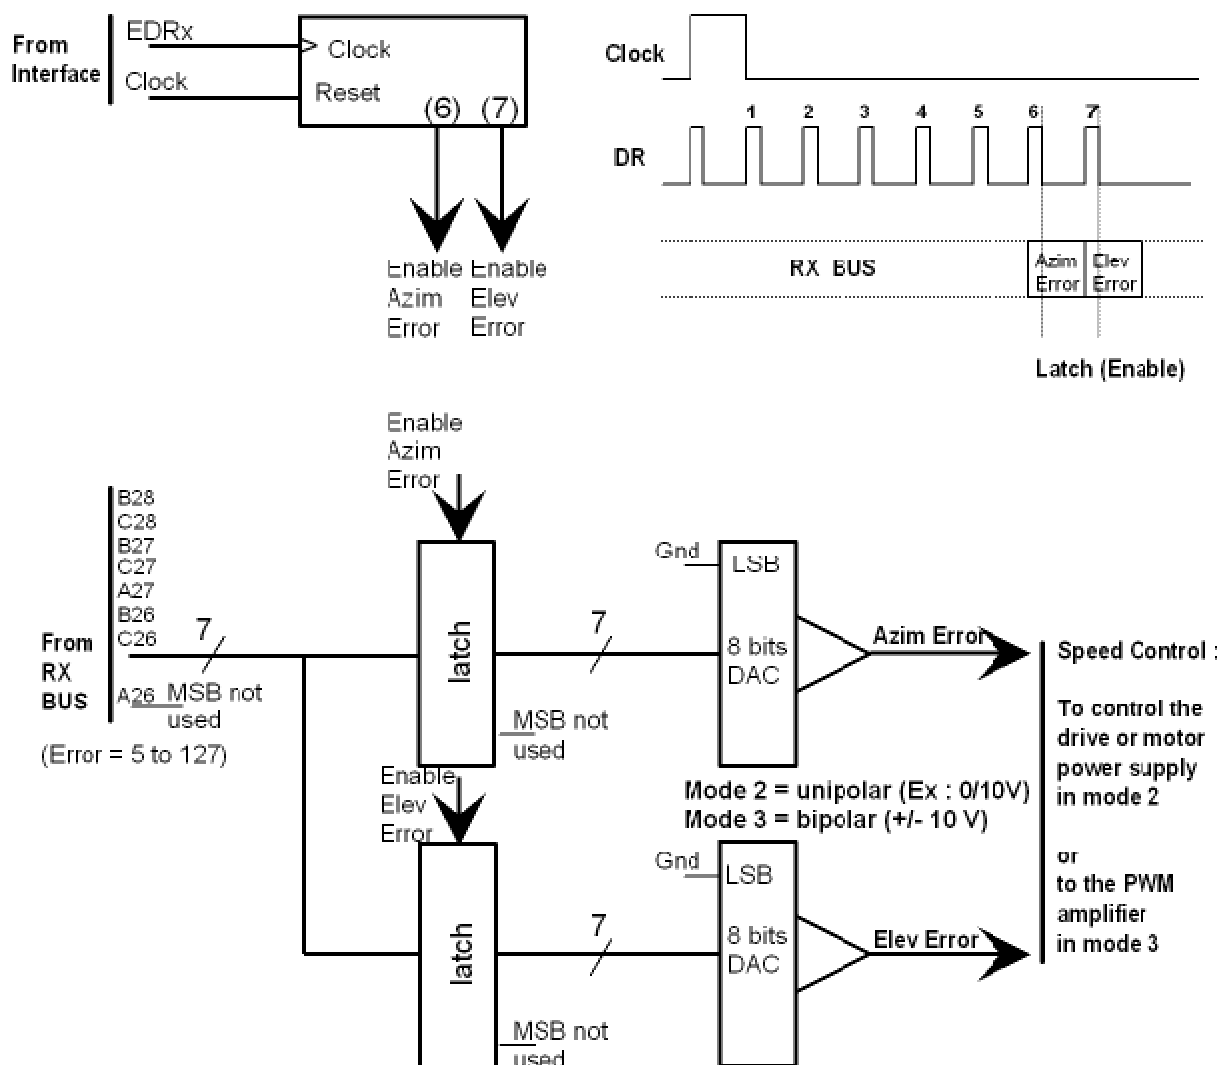 From
Interface
EDRx
Clock
Clock
Reset
(6) (7)
Enable
Azim
Error
Enable
Elev
Error
Clock
1 2 3 4 5 6 7
DR
RX BUS
Azim
Error
Elev
Error
Latch (Enable)
Enable
Azim
Error
B28
C28
B27
C27
A27
B26
C26
A26
From
RX
BUS
7
MSB not
used
(Error = 5 to 127)
latch
7
MSB not
used
Gnd
LSB
8 bits
DAC
Azim Error
Speed Control :
To control the
drive or motor
power supply
in mode 2
or
to the PWM
amplifier
in mode 3
Mode 2 = unipolar (Ex : 0/10V)
Mode 3 = bipolar (+/- 10 V)
Enable
Elev
Error
latch
7
MSB not
used
Gnd
LSB
8 bits
DAC
Elev Error